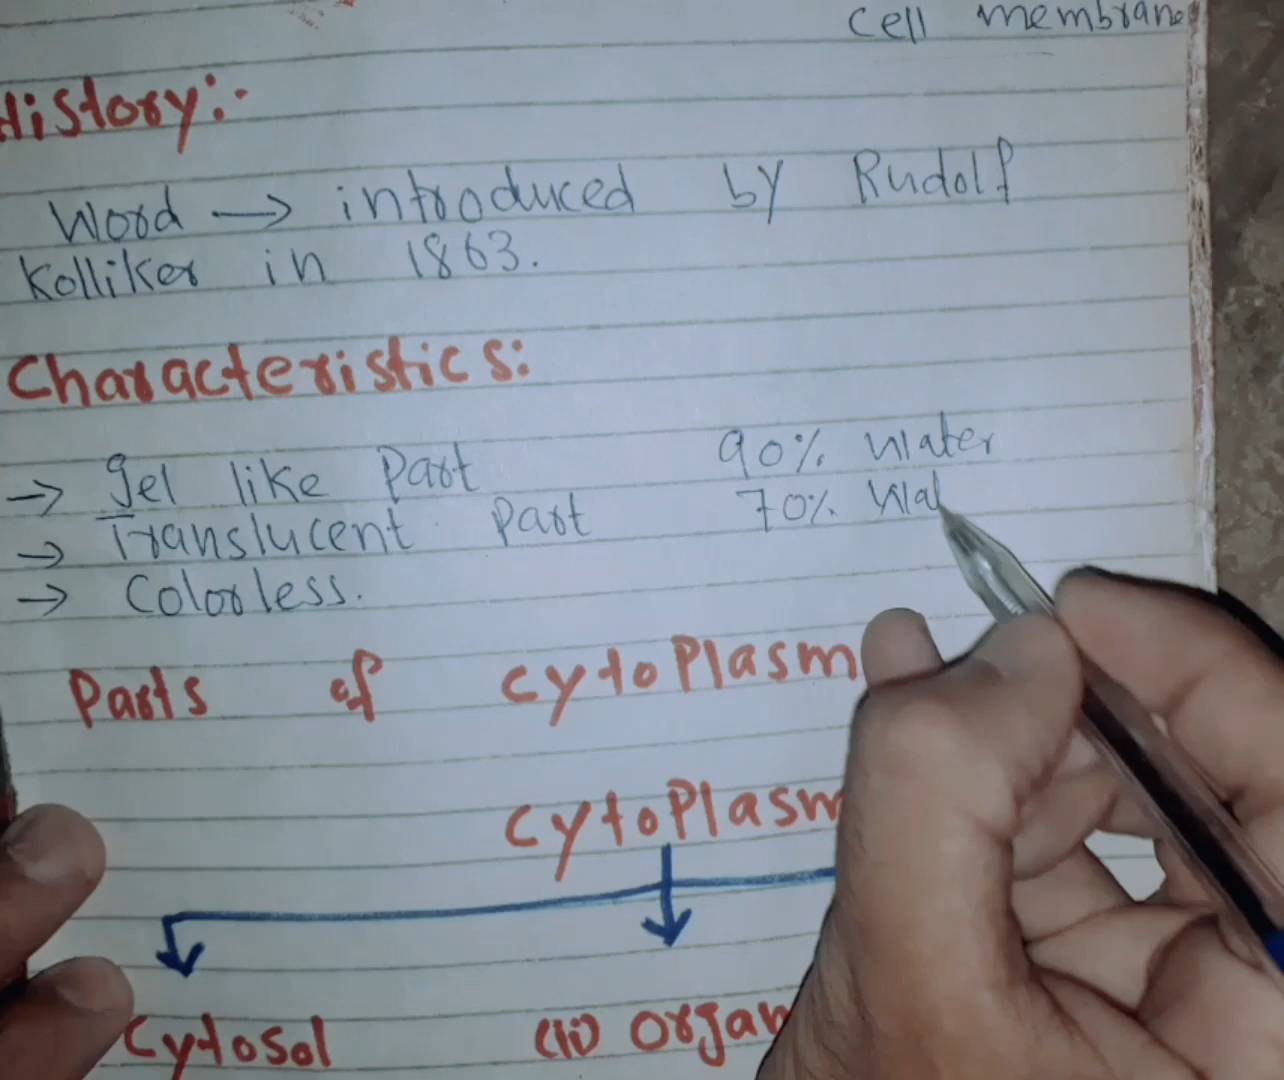 cell membrane
History:-
Word → introduced by Rudolf
Kolliker in 1863.
Characteristics:
→ gel like Part 90% water
→ Translucent Part 70% wat
→ Colorless.
Parts of cytoPlasm
cytoPlasm
Cytosol (ii) organ